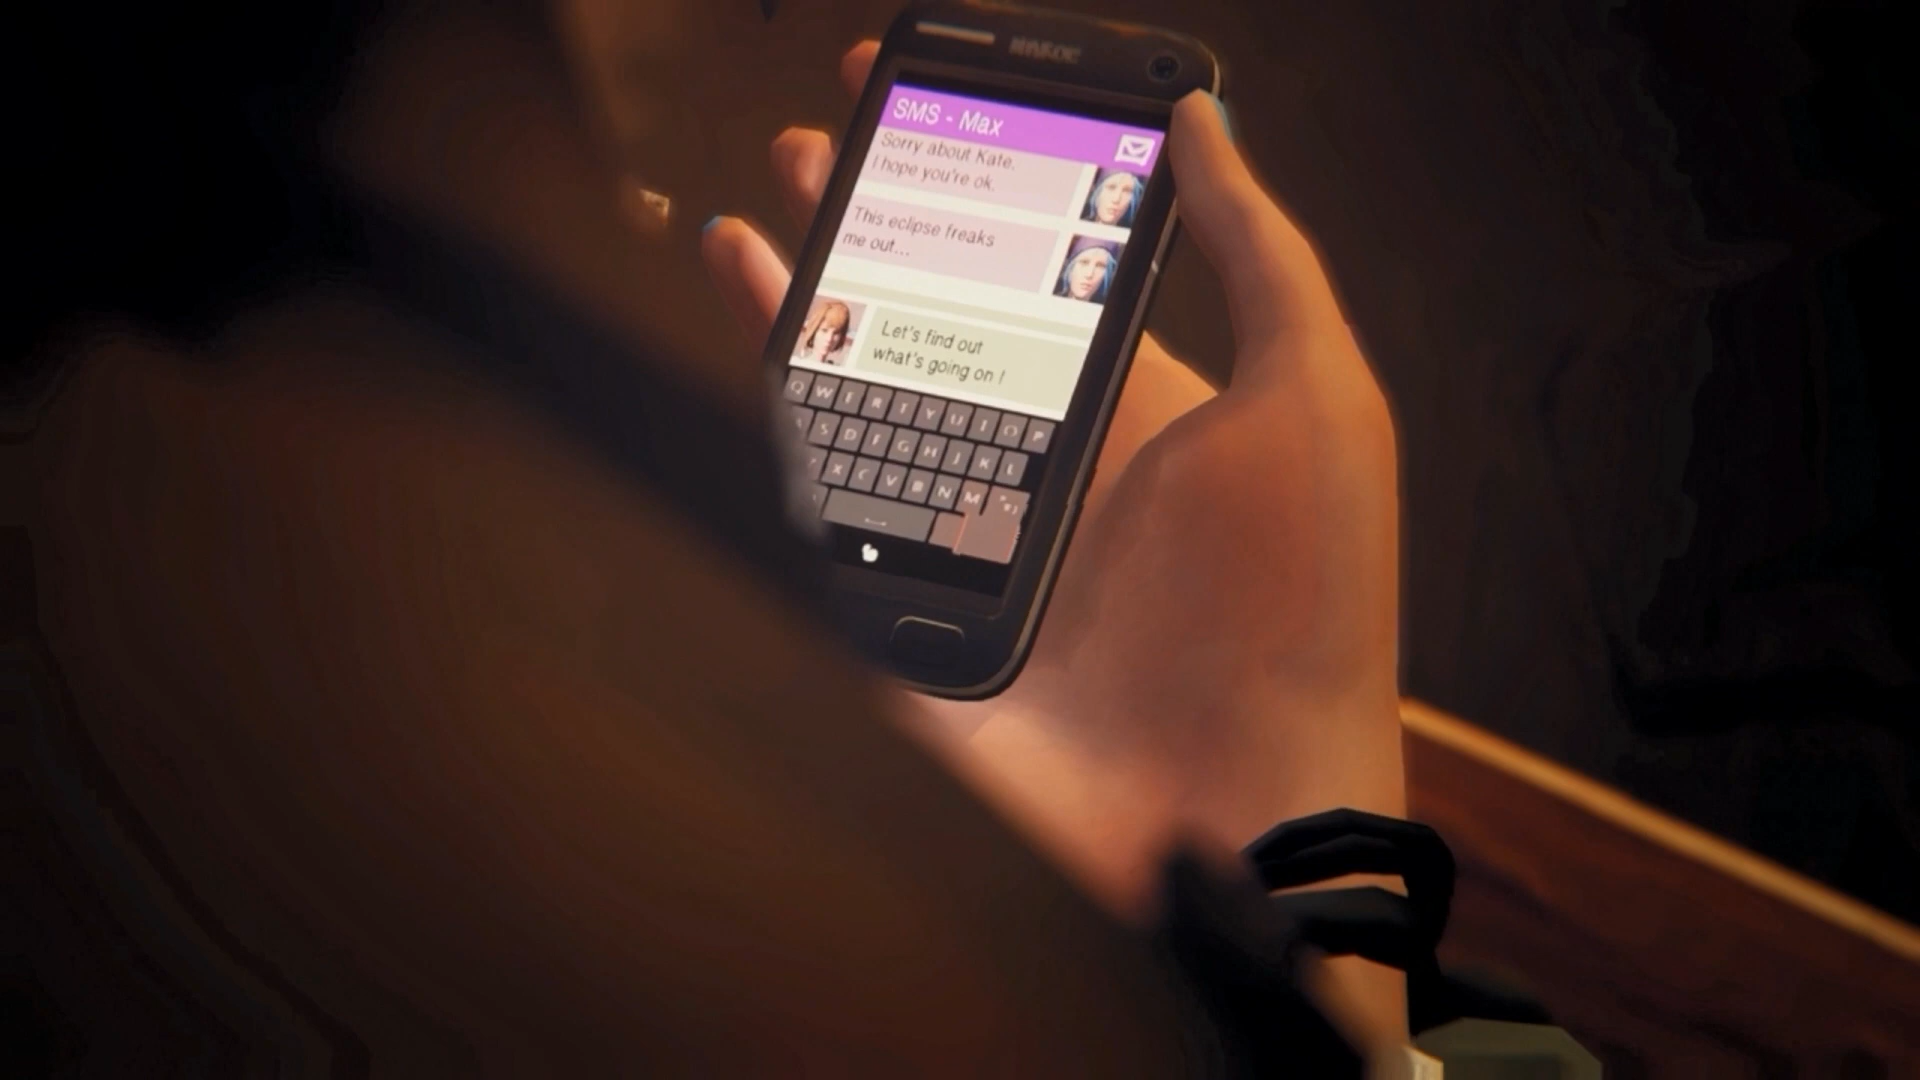 SMS - Max
Sorry about Kate.
I hope you're ok.
This eclipse freaks
me out...
Let's find out
what's going on !
Q W E R T Y U I O P
S D F G H J K L
X C V B N M